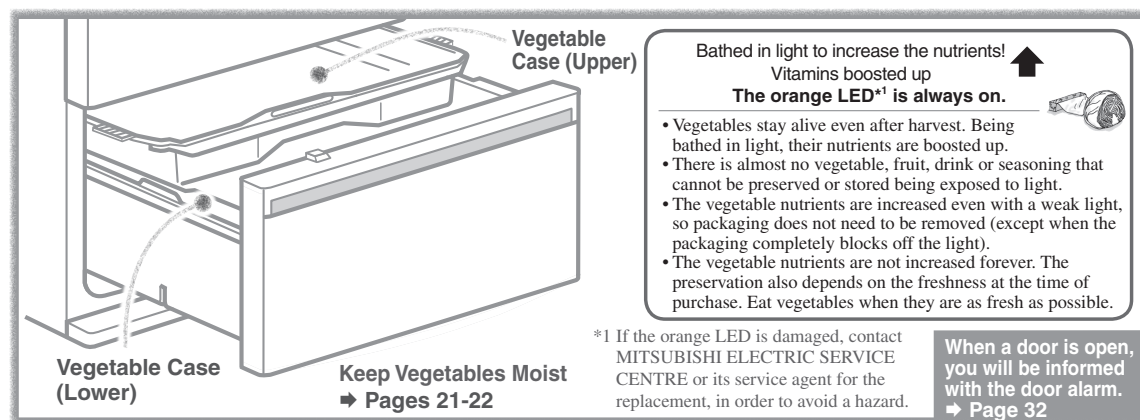 Vegetable
Case (Upper)
Vegetable Case
(Lower)
Keep Vegetables Moist
➡ Pages 21-22
Bathed in light to increase the nutrients!
Vitamins boosted up
The orange LED*1 is always on.
• Vegetables stay alive even after harvest. Being
bathed in light, their nutrients are boosted up.
• There is almost no vegetable, fruit, drink or seasoning that
cannot be preserved or stored being exposed to light.
• The vegetable nutrients are increased even with a weak light,
so packaging does not need to be removed (except when the
packaging completely blocks off the light).
• The vegetable nutrients are not increased forever. The
preservation also depends on the freshness at the time of
purchase. Eat vegetables when they are as fresh as possible.
*1 If the orange LED is damaged, contact
MITSUBISHI ELECTRIC SERVICE
CENTRE or its service agent for the
replacement, in order to avoid a hazard.
When a door is open,
you will be informed
with the door alarm.
➡ Page 32